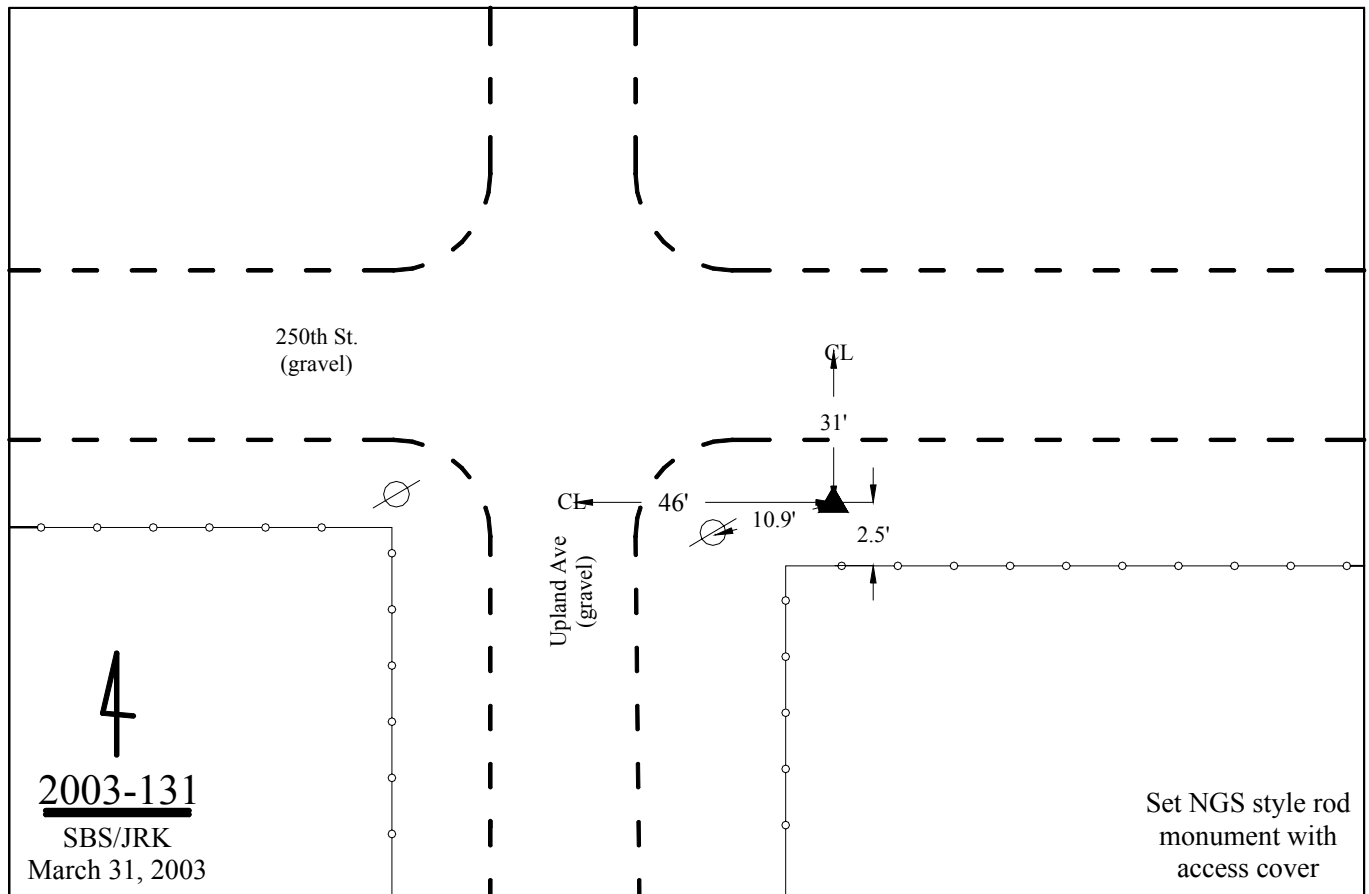 250th St.
(gravel)
CL
31'
CL
46'
10.9'
2.5'
Upland Ave
(gravel)
2003-131
SBS/JRK
March 31, 2003
Set NGS style rod
monument with
access cover